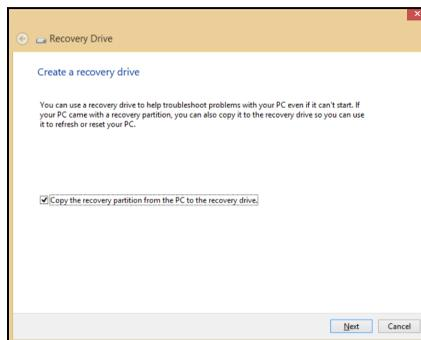 Recovery Drive
Create a recovery drive
You can use a recovery drive to help troubleshoot problems with your PC even if it can't start. If
your PC came with a recovery partition, you can also copy it to the recovery drive so you can use
it to refresh or reset your PC.
Copy the recovery partition from the PC to the recovery drive.
Next Cancel